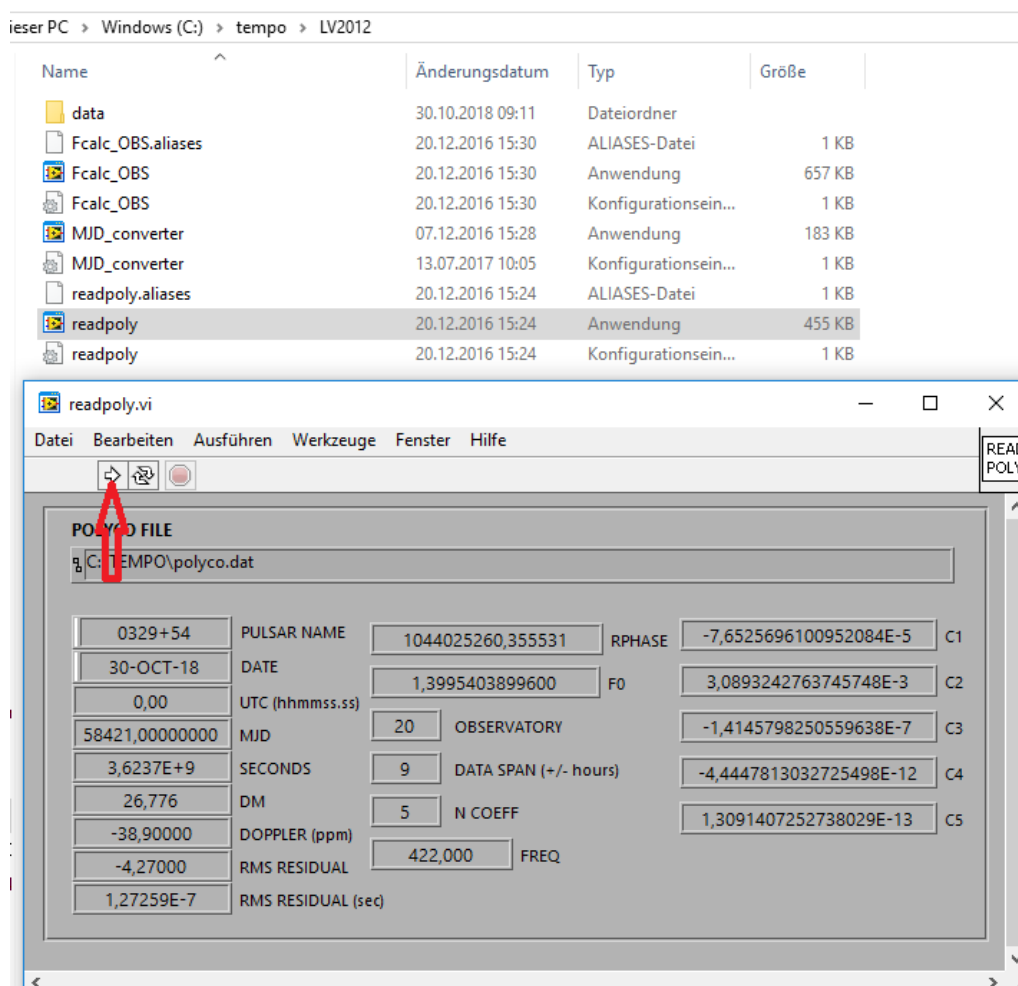 ieser PC > Windows (C:) > tempo > LV2012
Name Änderungsdatum Typ Größe
data 30.10.2018 09:11 Dateiordner
Fcalc_OBS.aliases 20.12.2016 15:30 ALIASES-Datei 1 KB
Fcalc_OBS 20.12.2016 15:30 Anwendung 657 KB
Fcalc_OBS 20.12.2016 15:30 Konfigurationsein... 1 KB
MJD_converter 07.12.2016 15:28 Anwendung 183 KB
MJD_converter 13.07.2017 10:05 Konfigurationsein... 1 KB
readpoly.aliases 20.12.2016 15:24 ALIASES-Datei 1 KB
readpoly 20.12.2016 15:24 Anwendung 455 KB
readpoly 20.12.2016 15:24 Konfigurationsein... 1 KB
readpoly.vi
Datei Bearbeiten Ausführen Werkzeuge Fenster Hilfe
READ
POLY
POLYCO FILE
C:\TEMPO\polyco.dat
0329+54 PULSAR NAME 1044025260,355531 RPHASE -7,6525696100952084E-5 C1
30-OCT-18 DATE 1,3995403899600 F0 3,0893242763745748E-3 C2
0,00 UTC (hhmmss.ss) 20 OBSERVATORY -1,4145798250559638E-7 C3
58421,00000000 MJD
3,6237E+9 SECONDS 9 DATA SPAN (+/- hours) -4,4447813032725498E-12 C4
26,776 DM 5 N COEFF 1,3091407252738029E-13 C5
-38,90000 DOPPLER (ppm)
-4,27000 RMS RESIDUAL 422,000 FREQ
1,27259E-7 RMS RESIDUAL (sec)